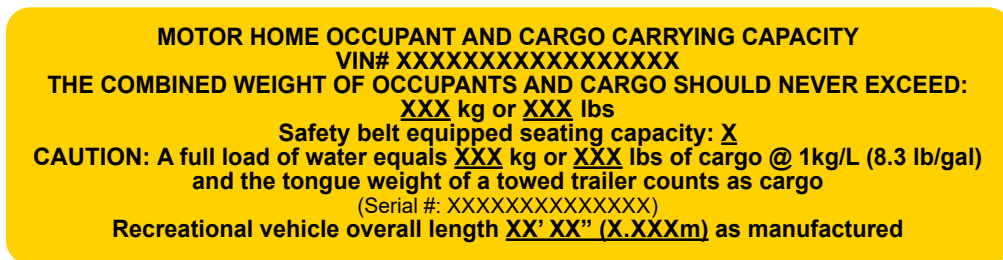 MOTOR HOME OCCUPANT AND CARGO CARRYING CAPACITY
VIN# XXXXXXXXXXXXXXXXX
THE COMBINED WEIGHT OF OCCUPANTS AND CARGO SHOULD NEVER EXCEED:
XXX kg or XXX lbs
Safety belt equipped seating capacity: X
CAUTION: A full load of water equals XXX kg or XXX lbs of cargo @ 1kg/L (8.3 lb/gal)
and the tongue weight of a towed trailer counts as cargo
(Serial #: XXXXXXXXXXXXXX)
Recreational vehicle overall length XX' XX” (X.XXXm) as manufactured